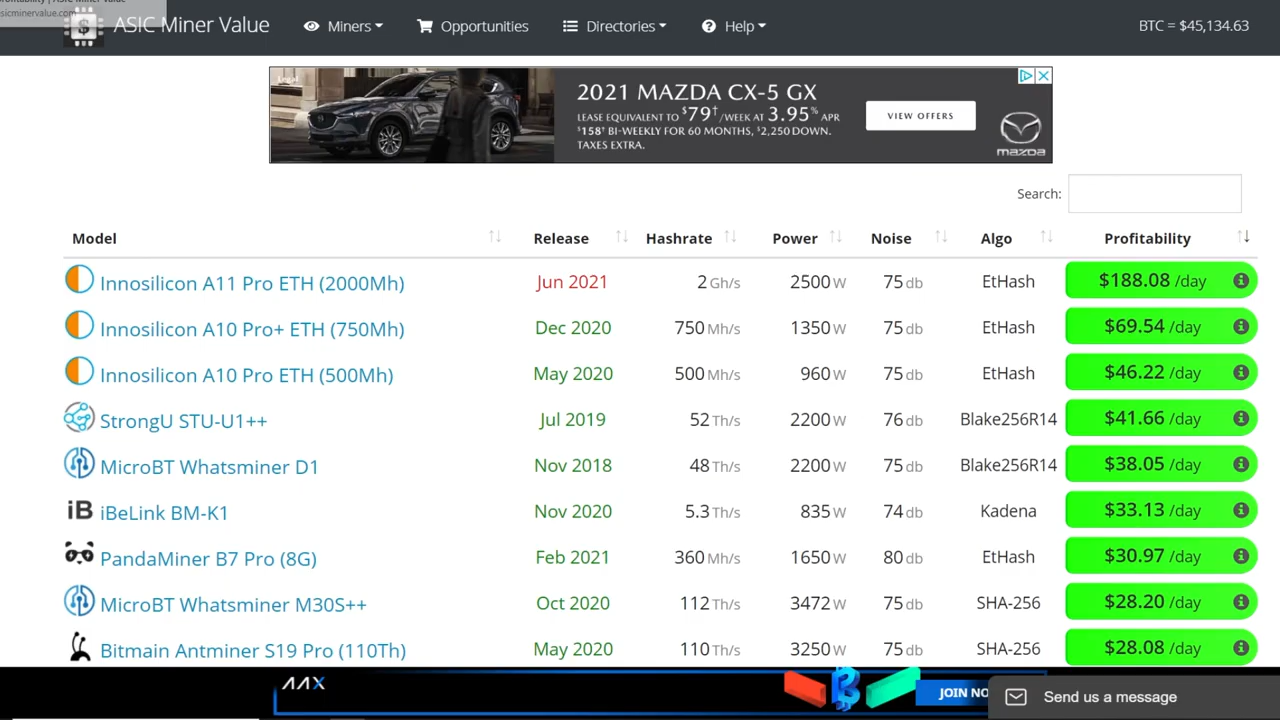 asicminervalue.com
ASIC Miner Value Miners Opportunities Directories Help BTC = $45,134.63
Legal
2021 MAZDA CX-5 GX
LEASE EQUIVALENT TO $79†/WEEK AT 3.95% APR
$158† BI-WEEKLY FOR 60 MONTHS, $2,250 DOWN.
TAXES EXTRA.
VIEW OFFERS
mazda
Search:
Model Release Hashrate Power Noise Algo Profitability
Innosilicon A11 Pro ETH (2000Mh) Jun 2021 2 Gh/s 2500 W 75 db EtHash $188.08 /day
Innosilicon A10 Pro+ ETH (750Mh) Dec 2020 750 Mh/s 1350 W 75 db EtHash $69.54 /day
Innosilicon A10 Pro ETH (500Mh) May 2020 500 Mh/s 960 W 75 db EtHash $46.22 /day
StrongU STU-U1++ Jul 2019 52 Th/s 2200 W 76 db Blake256R14 $41.66 /day
MicroBT Whatsminer D1 Nov 2018 48 Th/s 2200 W 75 db Blake256R14 $38.05 /day
iB iBeLink BM-K1 Nov 2020 5.3 Th/s 835 W 74 db Kadena $33.13 /day
PandaMiner B7 Pro (8G) Feb 2021 360 Mh/s 1650 W 80 db EtHash $30.97 /day
MicroBT Whatsminer M30S++ Oct 2020 112 Th/s 3472 W 75 db SHA-256 $28.20 /day
Bitmain Antminer S19 Pro (110Th) May 2020 110 Th/s 3250 W 75 db SHA-256 $28.08 /day
AAX JOIN NO Send us a message